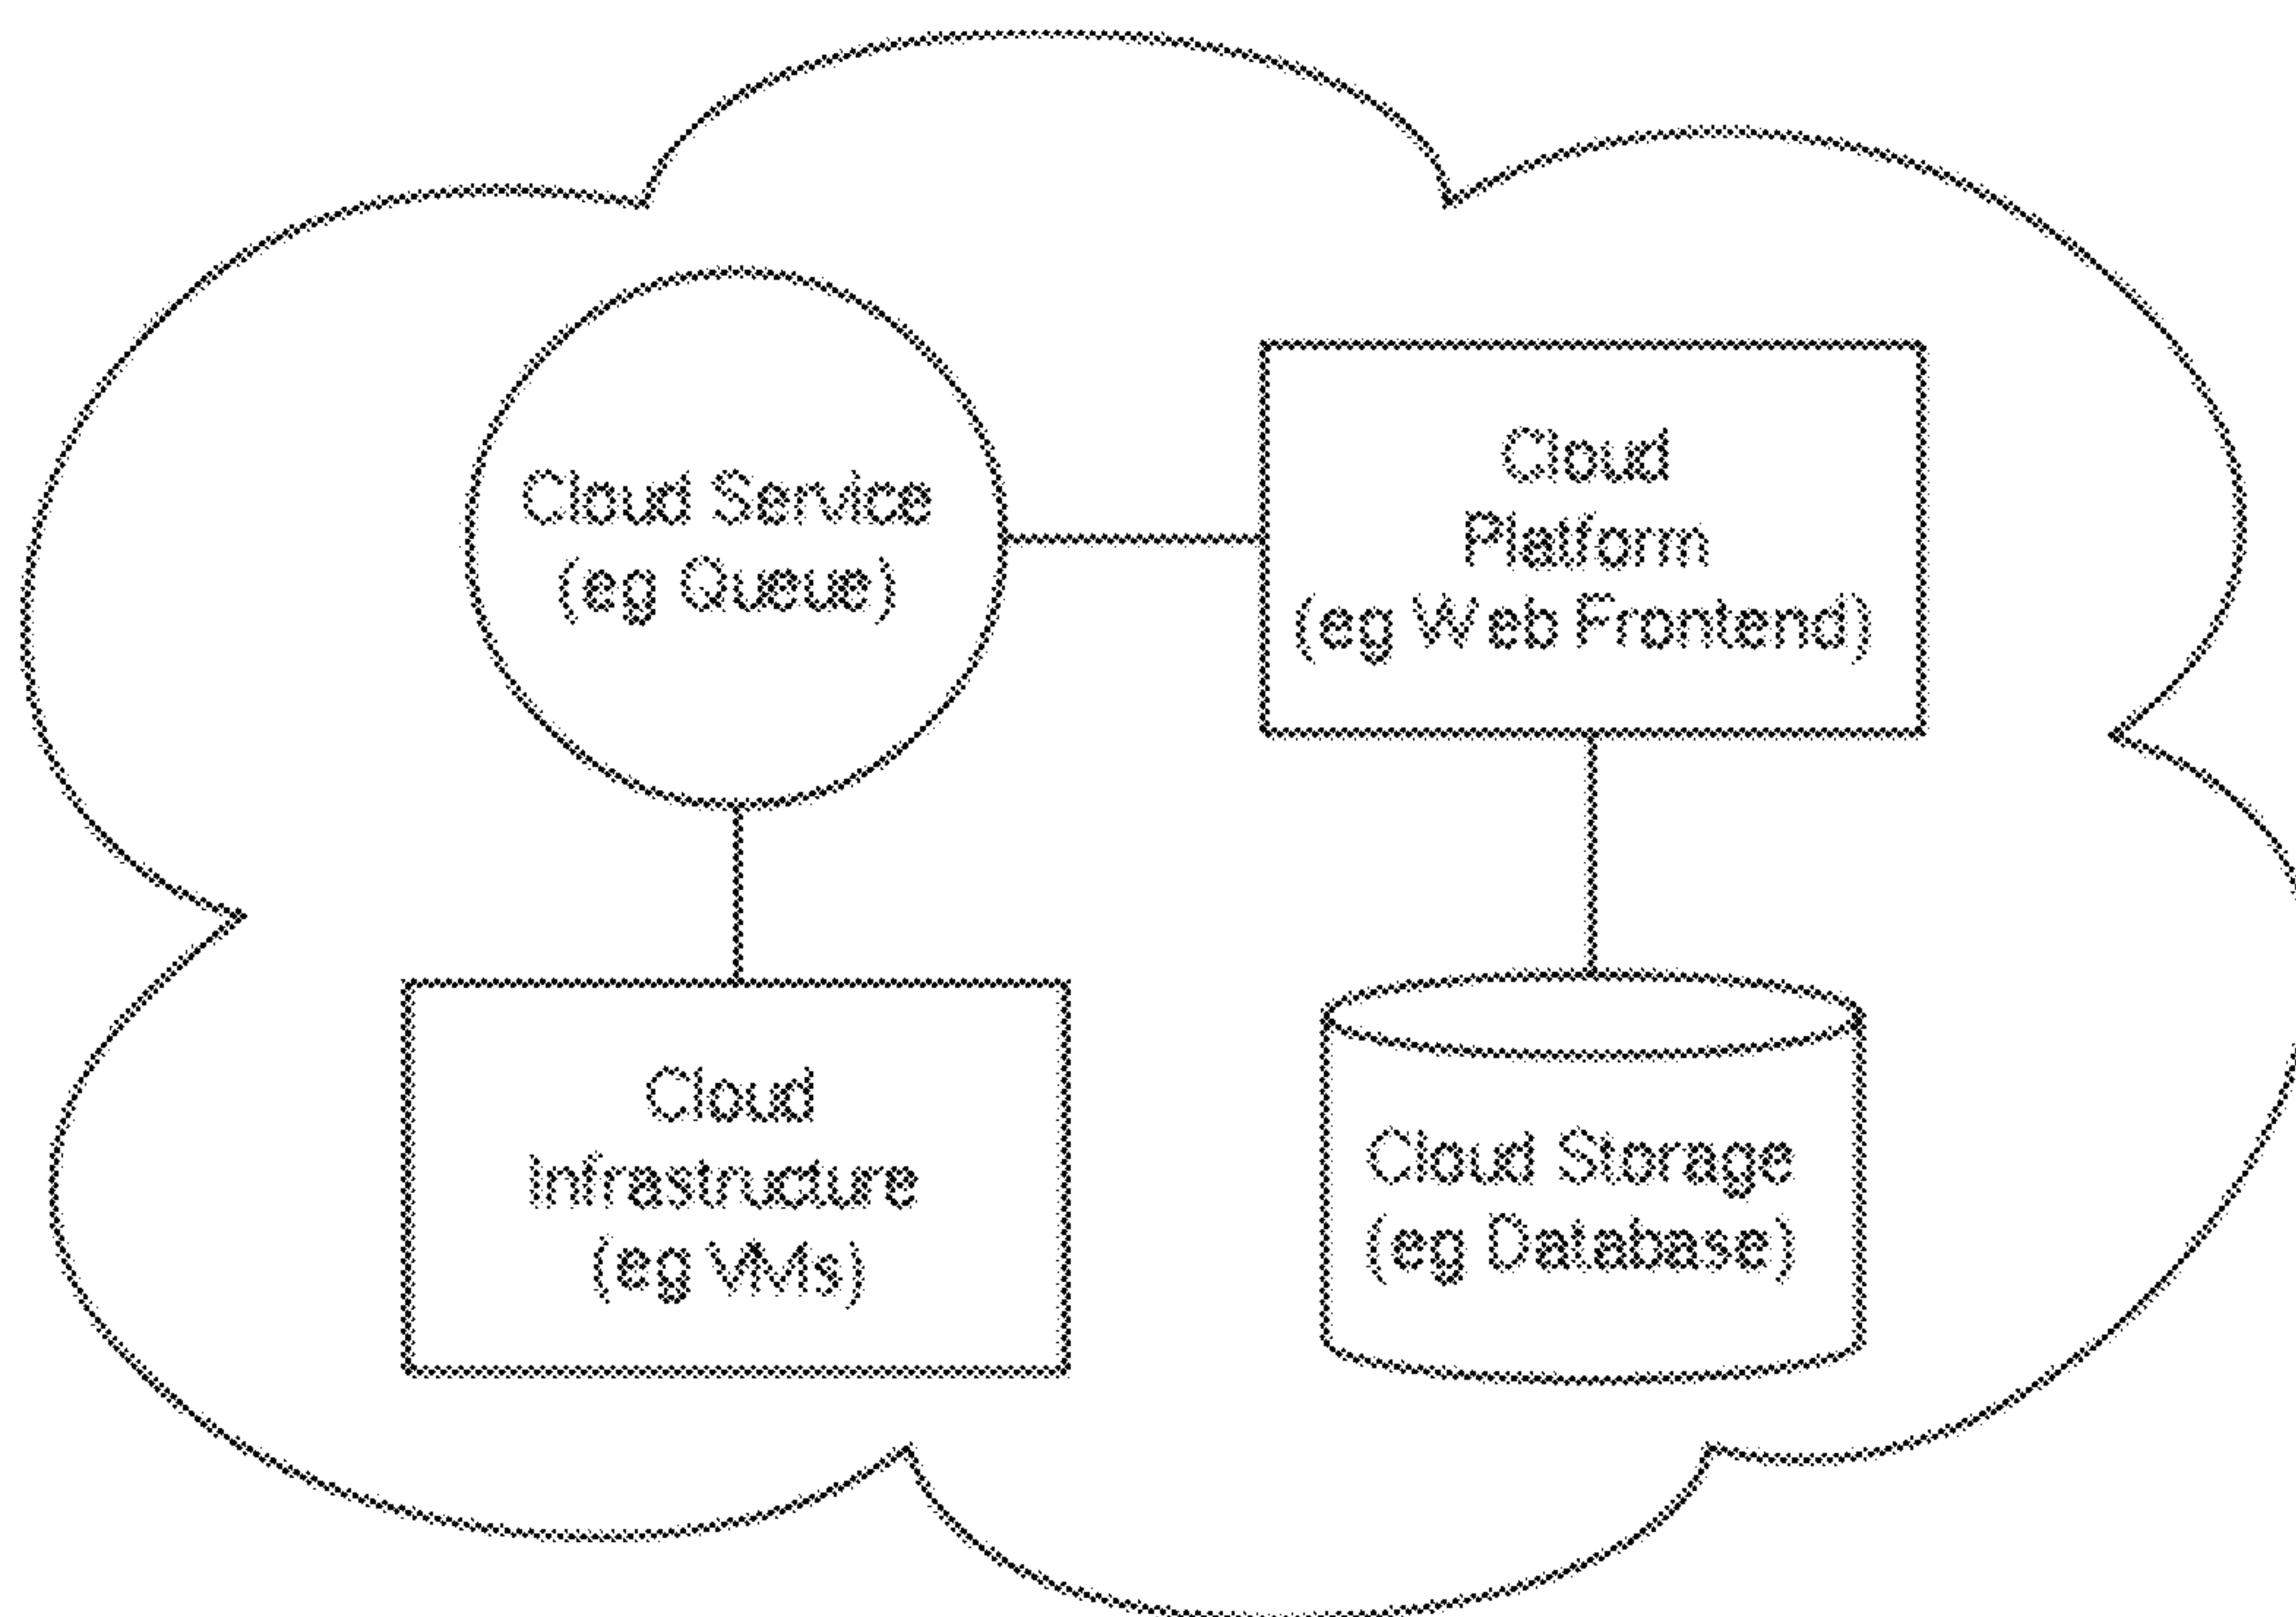 Cloud Service
(eg Queue)
Cloud
Platform
(eg Web Frontend)
Cloud
Infrastructure
(eg VMs)
Cloud Storage
(eg Database)